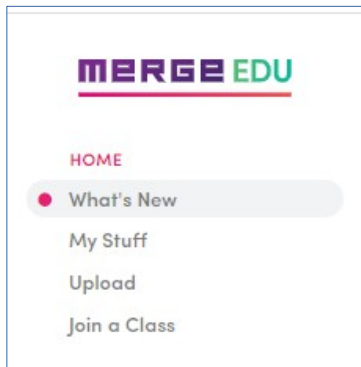 MERGE EDU
HOME
What's New
My Stuff
Upload
Join a Class